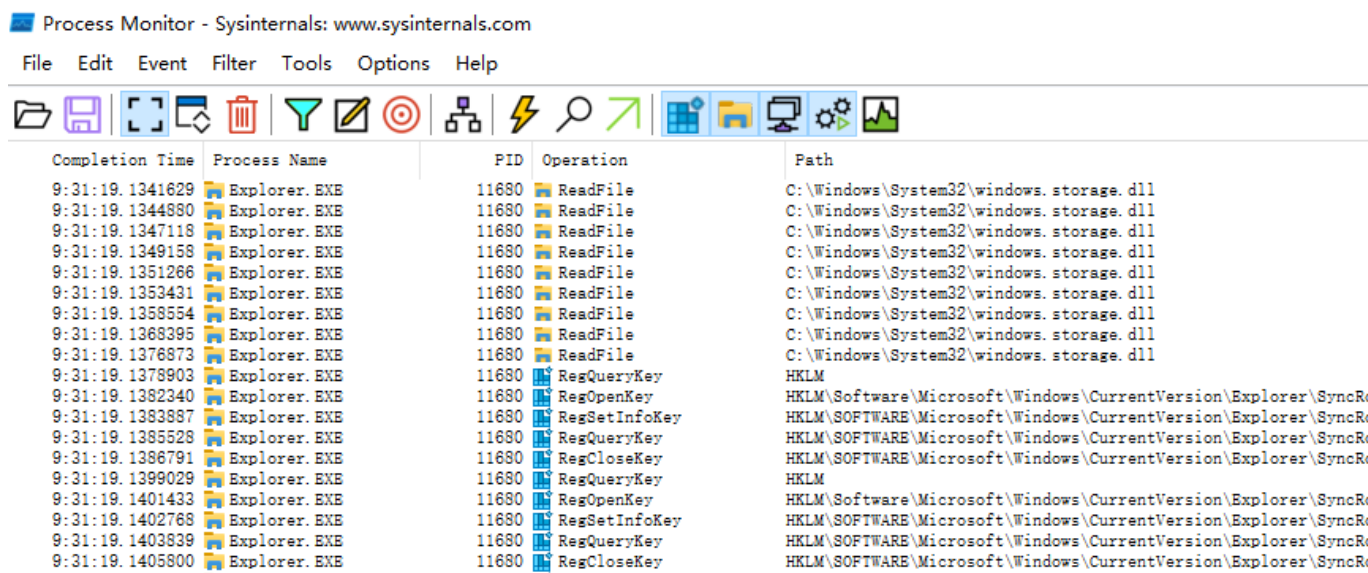 Process Monitor - Sysinternals: www.sysinternals.com
File Edit Event Filter Tools Options Help
Completion Time Process Name PID Operation Path
9:31:19.1341629 Explorer.EXE 11680 ReadFile C:\Windows\System32\windows.storage.dll
9:31:19.1344880 Explorer.EXE 11680 ReadFile C:\Windows\System32\windows.storage.dll
9:31:19.1347118 Explorer.EXE 11680 ReadFile C:\Windows\System32\windows.storage.dll
9:31:19.1349158 Explorer.EXE 11680 ReadFile C:\Windows\System32\windows.storage.dll
9:31:19.1351266 Explorer.EXE 11680 ReadFile C:\Windows\System32\windows.storage.dll
9:31:19.1353431 Explorer.EXE 11680 ReadFile C:\Windows\System32\windows.storage.dll
9:31:19.1358554 Explorer.EXE 11680 ReadFile C:\Windows\System32\windows.storage.dll
9:31:19.1368395 Explorer.EXE 11680 ReadFile C:\Windows\System32\windows.storage.dll
9:31:19.1376873 Explorer.EXE 11680 ReadFile C:\Windows\System32\windows.storage.dll
9:31:19.1378903 Explorer.EXE 11680 RegQueryKey HKLM
9:31:19.1382340 Explorer.EXE 11680 RegOpenKey HKLM\Software\Microsoft\Windows\CurrentVersion\Explorer\SyncRo
9:31:19.1383887 Explorer.EXE 11680 RegSetInfoKey HKLM\SOFTWARE\Microsoft\Windows\CurrentVersion\Explorer\SyncRo
9:31:19.1385528 Explorer.EXE 11680 RegQueryKey HKLM\SOFTWARE\Microsoft\Windows\CurrentVersion\Explorer\SyncRo
9:31:19.1386791 Explorer.EXE 11680 RegCloseKey HKLM\SOFTWARE\Microsoft\Windows\CurrentVersion\Explorer\SyncRo
9:31:19.1399029 Explorer.EXE 11680 RegQueryKey HKLM
9:31:19.1401433 Explorer.EXE 11680 RegOpenKey HKLM\Software\Microsoft\Windows\CurrentVersion\Explorer\SyncRo
9:31:19.1402768 Explorer.EXE 11680 RegSetInfoKey HKLM\SOFTWARE\Microsoft\Windows\CurrentVersion\Explorer\SyncRo
9:31:19.1403839 Explorer.EXE 11680 RegQueryKey HKLM\SOFTWARE\Microsoft\Windows\CurrentVersion\Explorer\SyncRo
9:31:19.1405800 Explorer.EXE 11680 RegCloseKey HKLM\SOFTWARE\Microsoft\Windows\CurrentVersion\Explorer\SyncRo